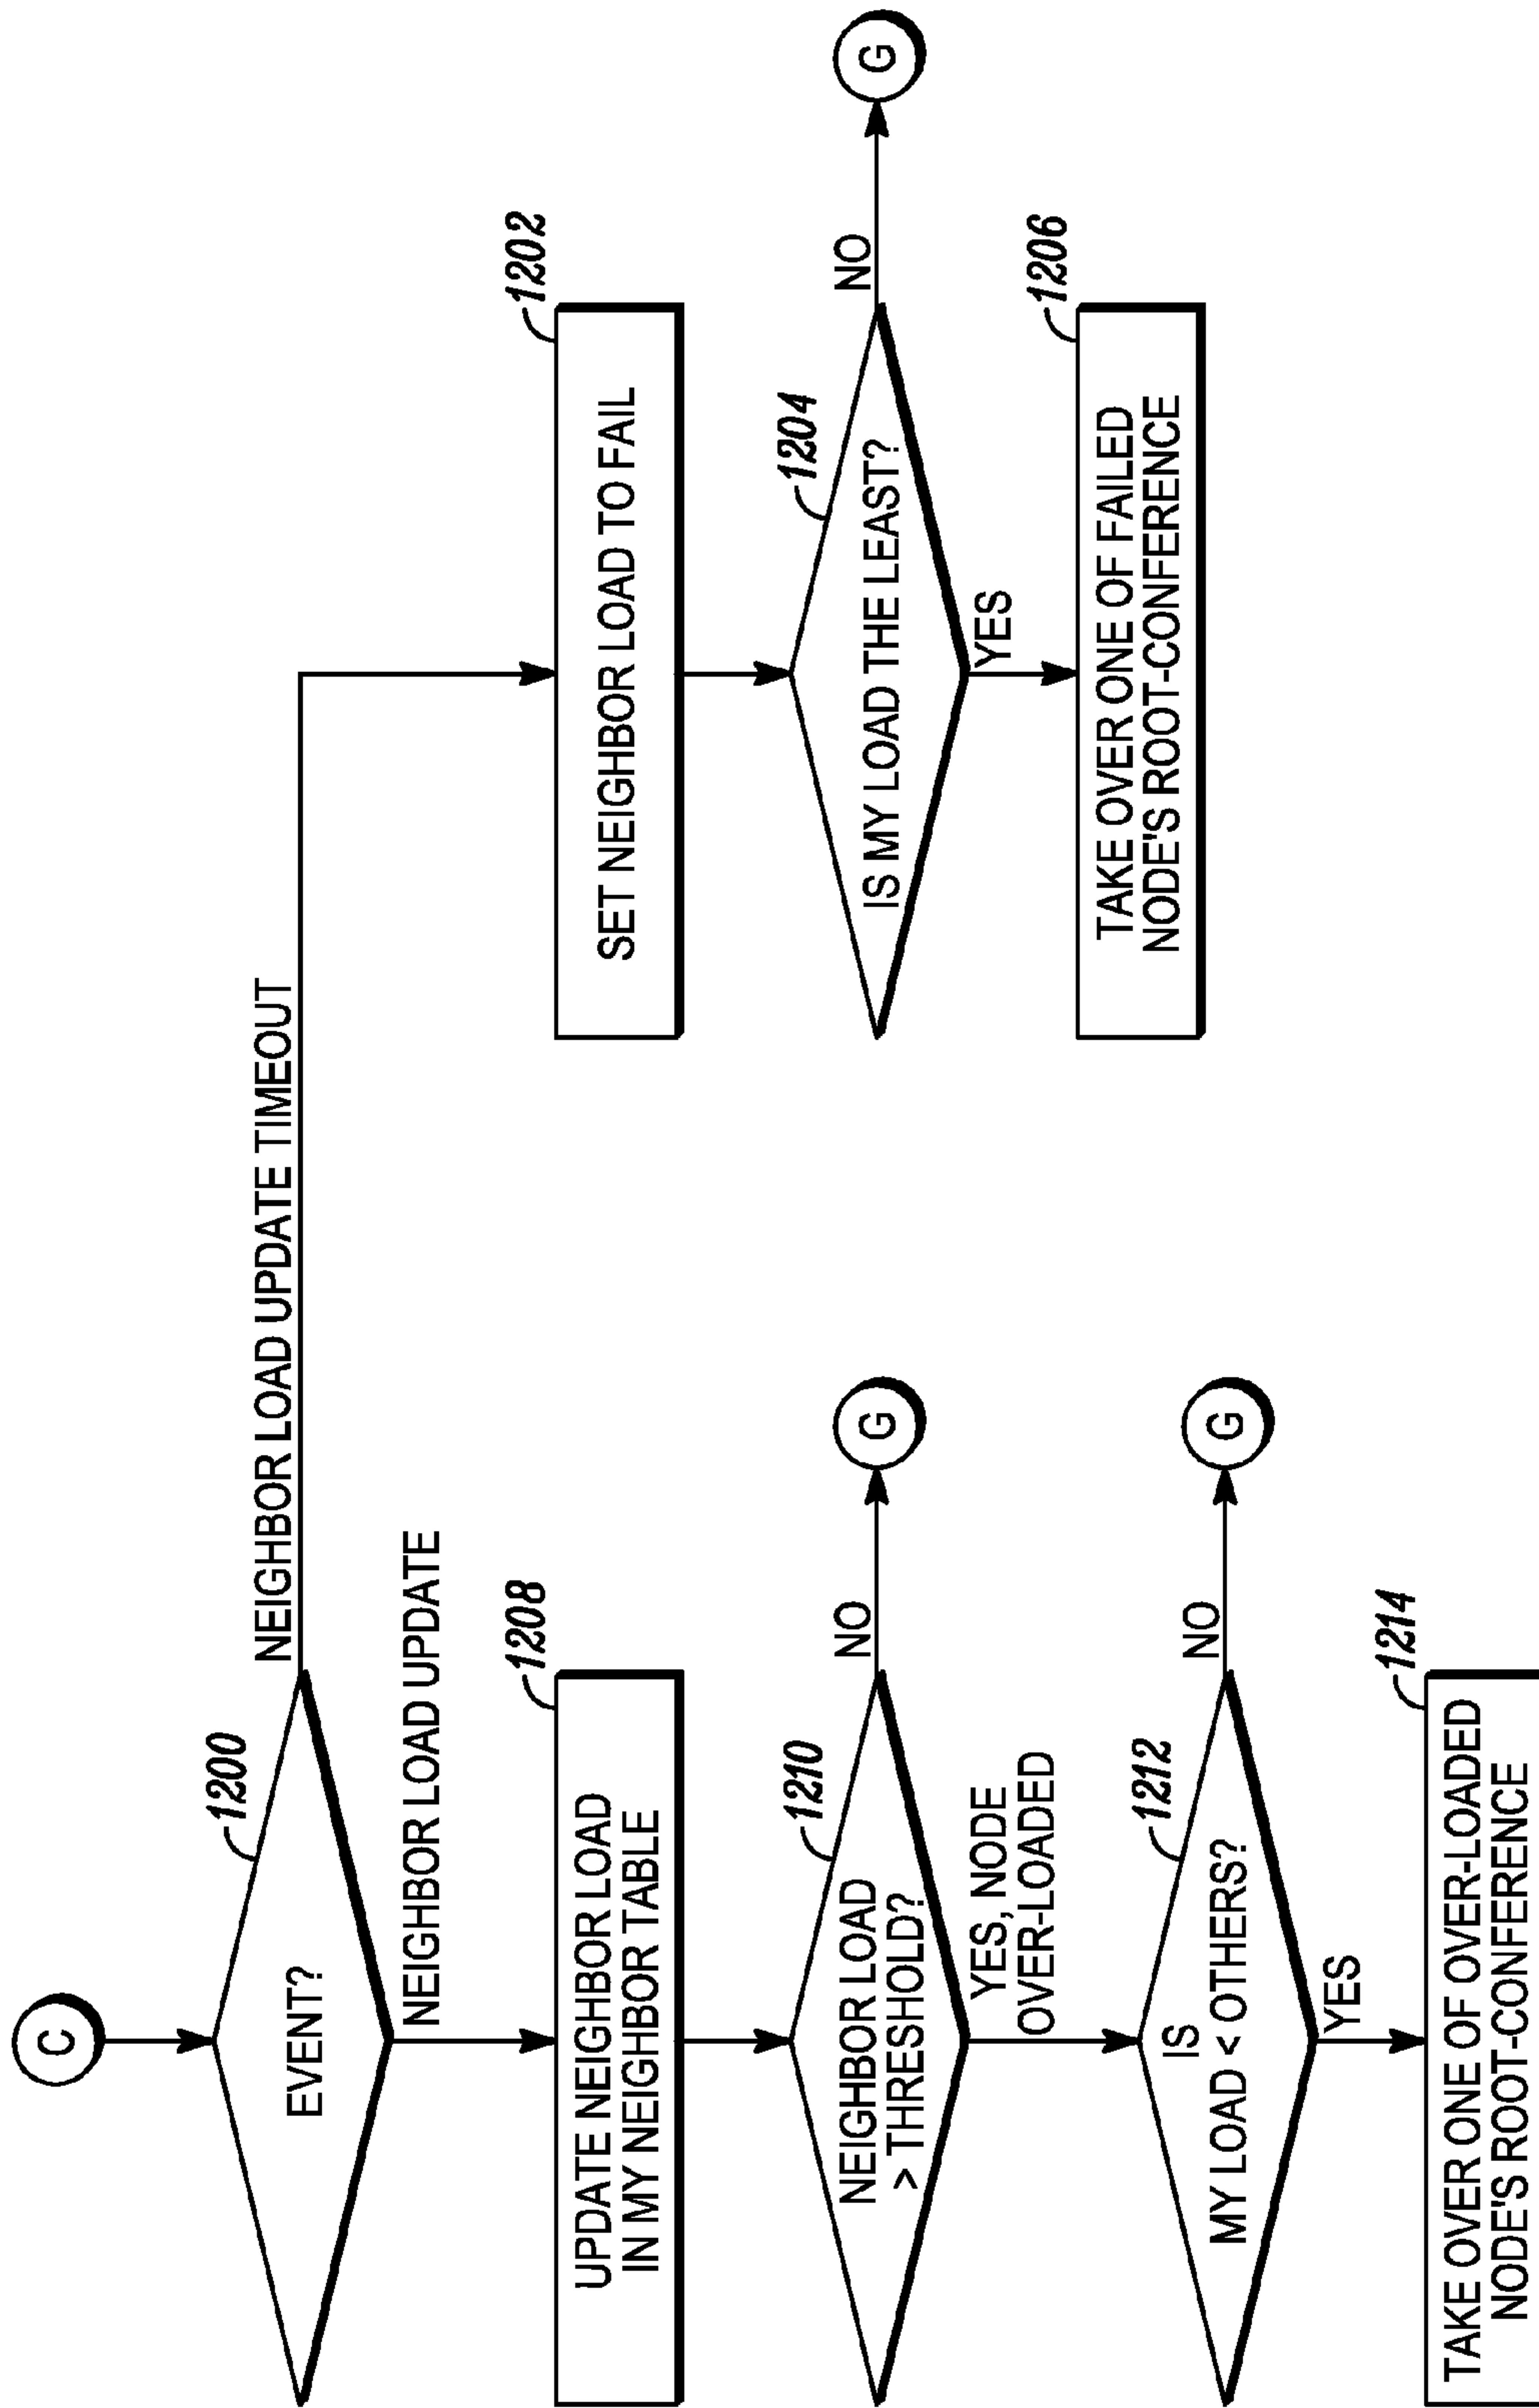 C
1200
EVENT?
NEIGHBOR LOAD UPDATE TIMEOUT
NEIGHBOR LOAD UPDATE
1208
UPDATE NEIGHBOR LOAD
IN MY NEIGHBOR TABLE
1210
NEIGHBOR LOAD
> THRESHOLD?
NO
G
YES, NODE
OVER-LOADED
1212
IS
MY LOAD < OTHERS?
NO
G
YES
1214
TAKE OVER ONE OF OVER-LOADED
NODE'S ROOT-CONFERENCE
1202
SET NEIGHBOR LOAD TO FAIL
1204
IS MY LOAD THE LEAST?
NO
G
YES
1206
TAKE OVER ONE OF FAILED
NODE'S ROOT-CONFERENCE